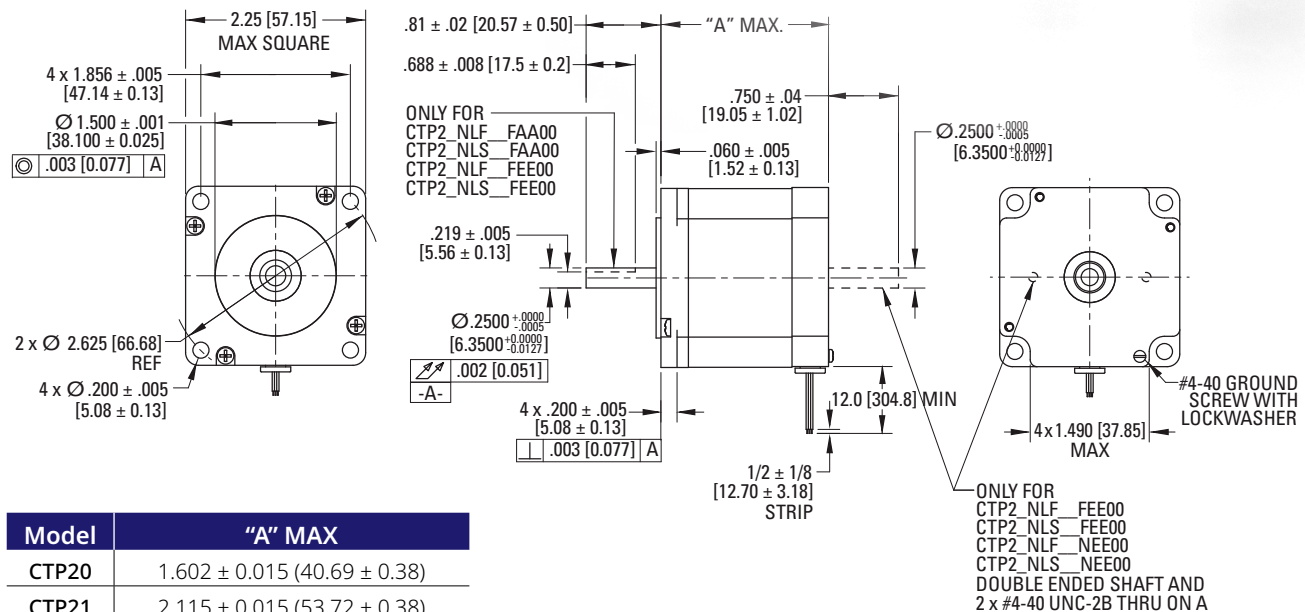 2.25 [57.15]
MAX SQUARE
4 x 1.856 ± .005
[47.14 ± 0.13]
Ø 1.500 ± .001
[38.100 ± 0.025]
◎ .003 [0.077] A
2 x Ø 2.625 [66.68]
REF
4 x Ø .200 ± .005
[5.08 ± 0.13]
.81 ± .02 [20.57 ± 0.50]
“A” MAX.
.688 ± .008 [17.5 ± 0.2]
ONLY FOR
CTP2_NLF__FAA00
CTP2_NLS__FAA00
CTP2_NLF__FEE00
CTP2_NLS__FEE00
.750 ± .04
[19.05 ± 1.02]
.060 ± .005
[1.52 ± 0.13]
.219 ± .005
[5.56 ± 0.13]
Ø.2500 +.0000 -.0005
[6.3500 +0.0000 -0.0127]
.002 [0.051]
-A-
4 x .200 ± .005
[5.08 ± 0.13]
⊥ .003 [0.077] A
12.0 [304.8] MIN
1/2 ± 1/8
[12.70 ± 3.18]
STRIP
Ø.2500 +.0000 -.0005
[6.3500 +0.0000 -0.0127]
#4-40 GROUND
SCREW WITH
LOCKWASHER
4x1.490 [37.85]
MAX
ONLY FOR
CTP2_NLF__FEE00
CTP2_NLS__FEE00
CTP2_NLF__NEE00
CTP2_NLS__NEE00
DOUBLE ENDED SHAFT AND
2 x #4-40 UNC-2B THRU ON A
Model “A” MAX
CTP20 1.602 ± 0.015 (40.69 ± 0.38)
CTP21 2.115 ± 0.015 (53.72 ± 0.38)